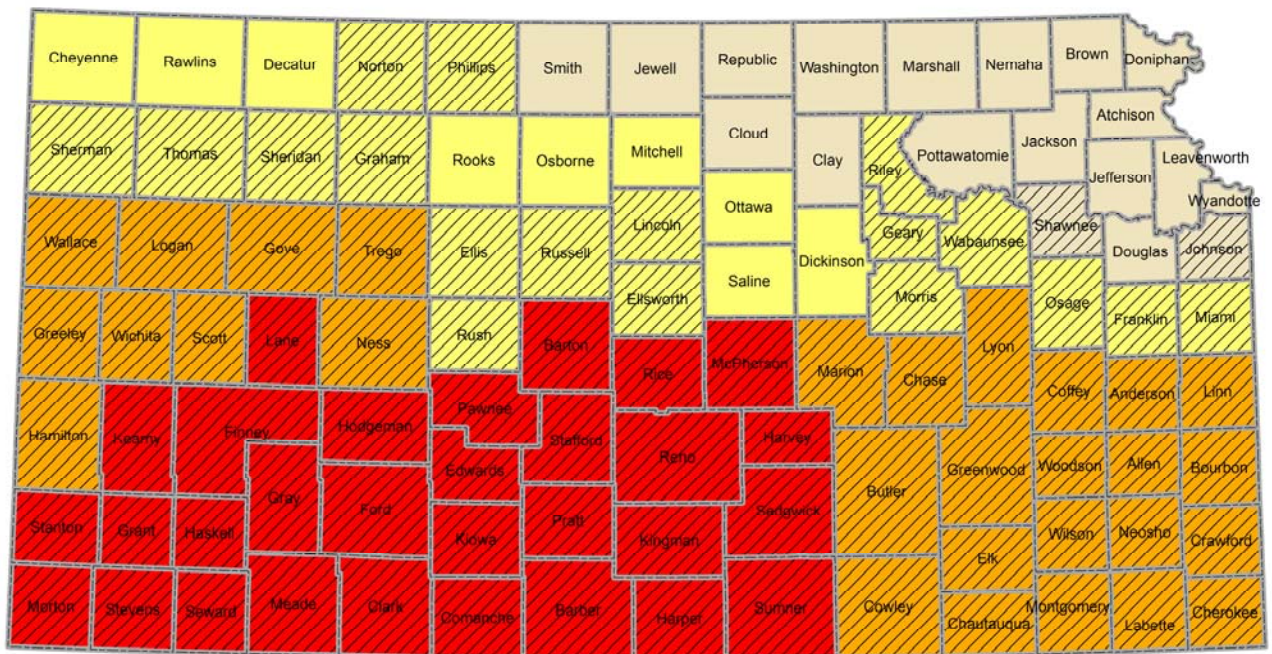 Cheyenne Rawlins Decatur Norton Phillips Smith Jewell Republic Washington Marshall Nemaha Brown Doniphan
Sherman Thomas Sheridan Graham Rooks Osborne Mitchell Cloud Clay Riley Pottawatomie Jackson Atchison
Jefferson Leavenworth Wyandotte
Wallace Logan Gove Trego Ellis Russell Lincoln Ottawa Geary Wabaunsee Shawnee Douglas Johnson
Saline Dickinson
Greeley Wichita Scott Lane Ness Rush Barton Ellsworth Morris Osage Franklin Miami
Rice McPherson Marion Chase Lyon Coffey Anderson Linn
Hamilton Kearny Finney Hodgeman Pawnee Stafford Reno Harvey
Gray Ford Edwards Sedgwick Butler Greenwood Woodson Allen Bourbon
Stanton Grant Haskell Kiowa Pratt Kingman Elk Wilson Neosho Crawford
Morton Stevens Seward Meade Clark Comanche Barber Harper Sumner Cowley Chautauqua Montgomery Labette Cherokee